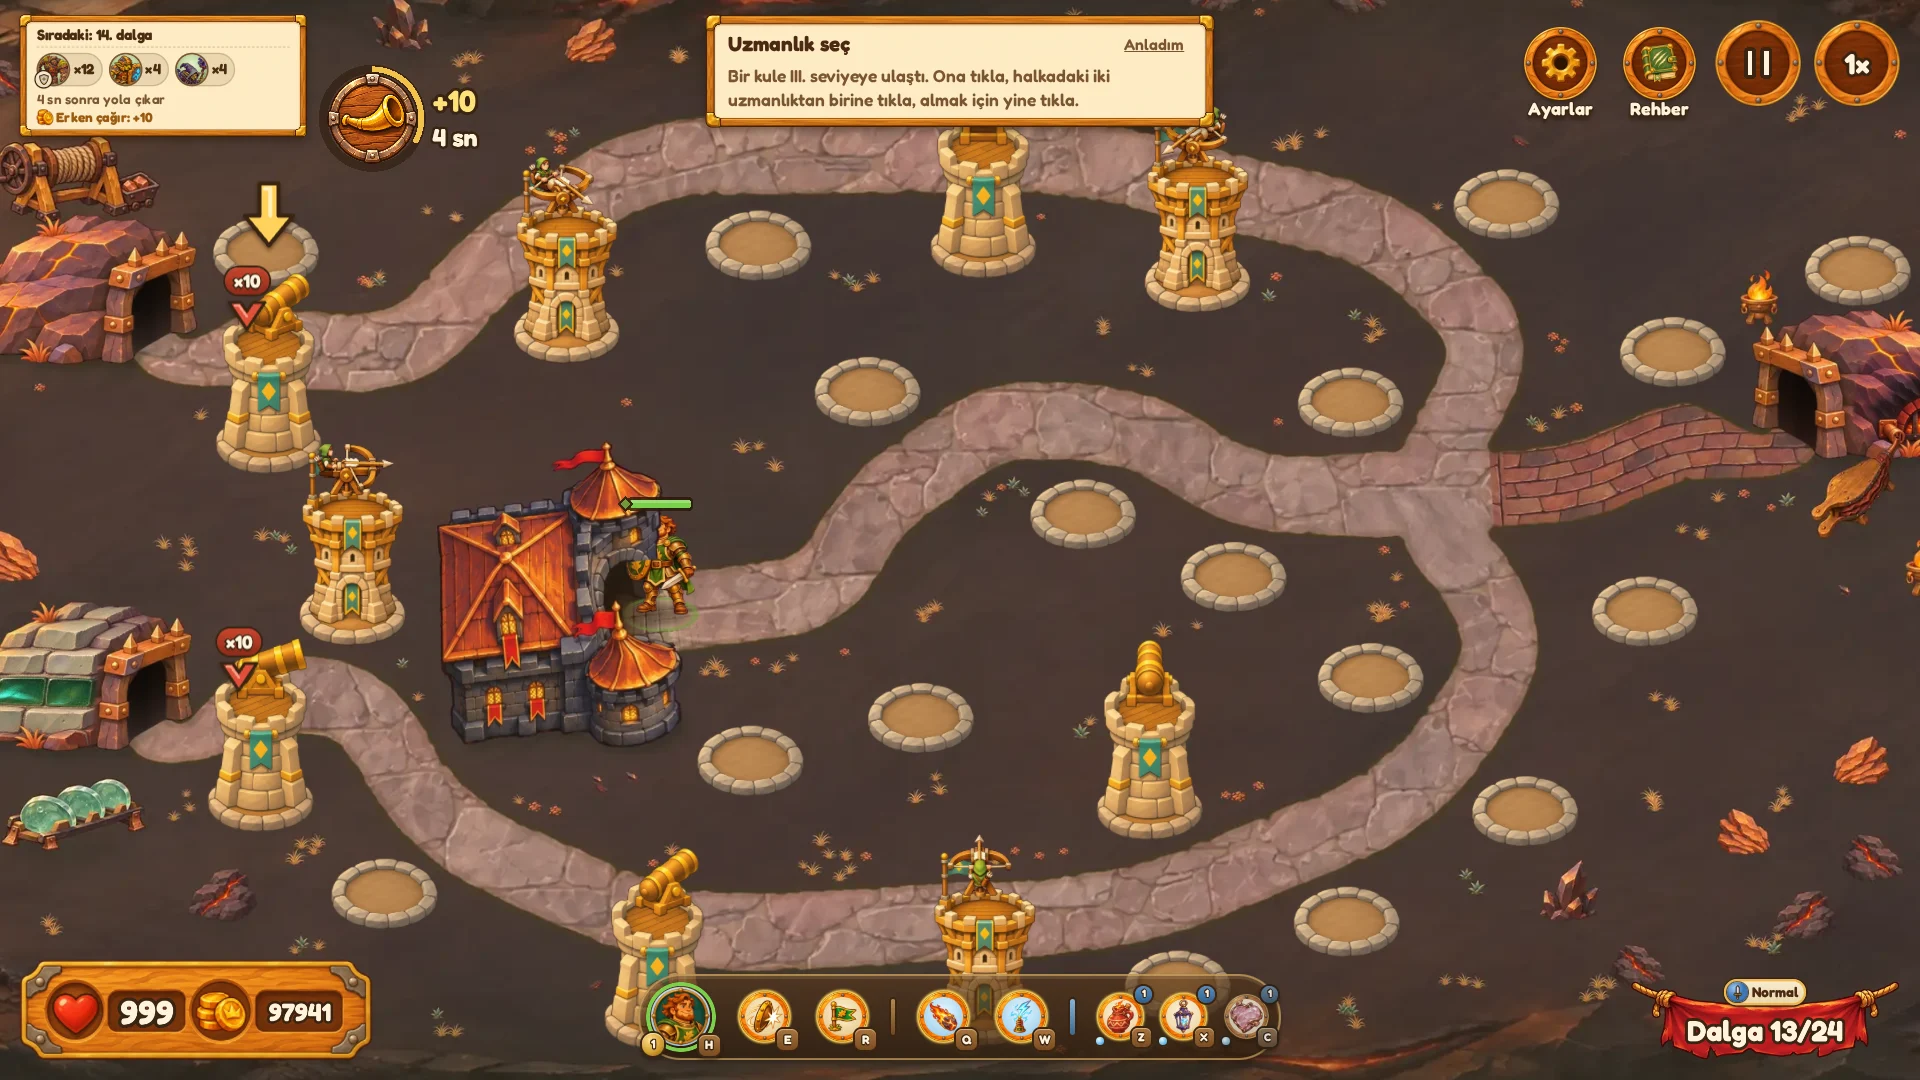 Sıradaki: 14. dalga
x12 x4 x4
4 sn sonra yola çıkar
Erken çağır: +10
+10
4 sn
Uzmanlık seç
Anladım
Bir kule III. seviyeye ulaştı. Ona tıkla, halkadaki iki
uzmanlıktan birine tıkla, almak için yine tıkla.
Ayarlar
Rehber
1x
x10
x10
999
97941
1 H
E
R
Q
W
1 Z
1 X
1 C
Normal
Dalga 13/24